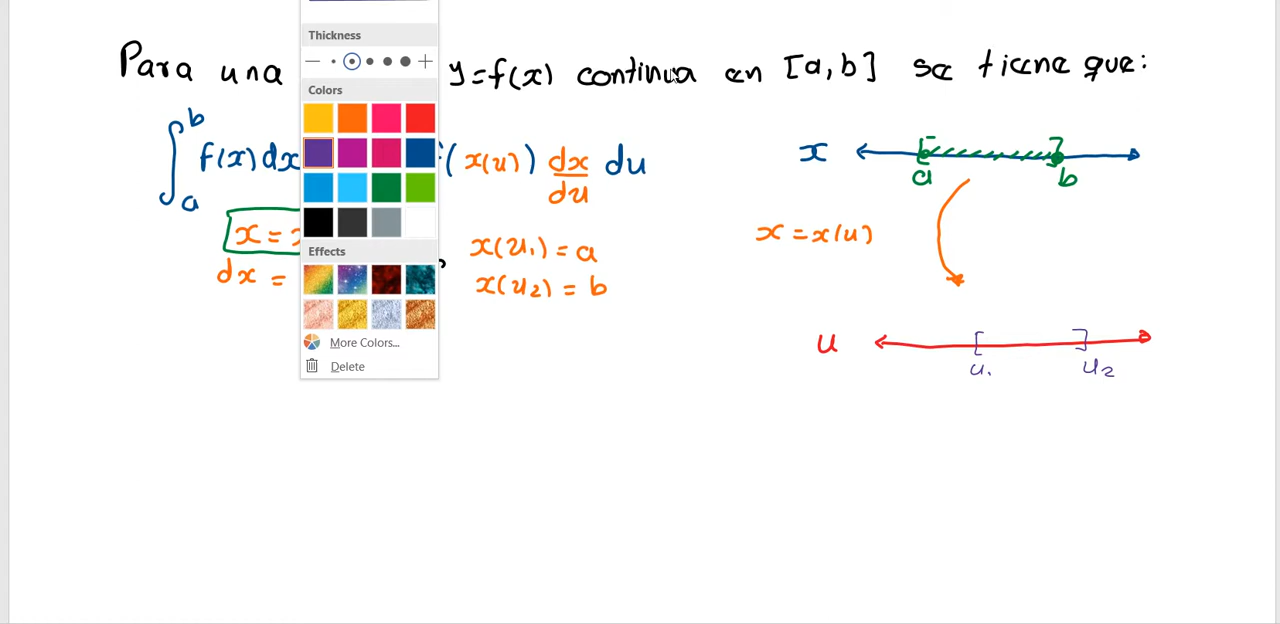 Para una y=f(x) continua en [a,b] se tiene que:
∫ₐᵇ f(x)dx (x(u)) dx/du du
x =
dx =
x(u₁) = a
x(u₂) = b
x
a b
x = x(u)
u
u₁ u₂
Thickness
Colors
Effects
More Colors...
Delete